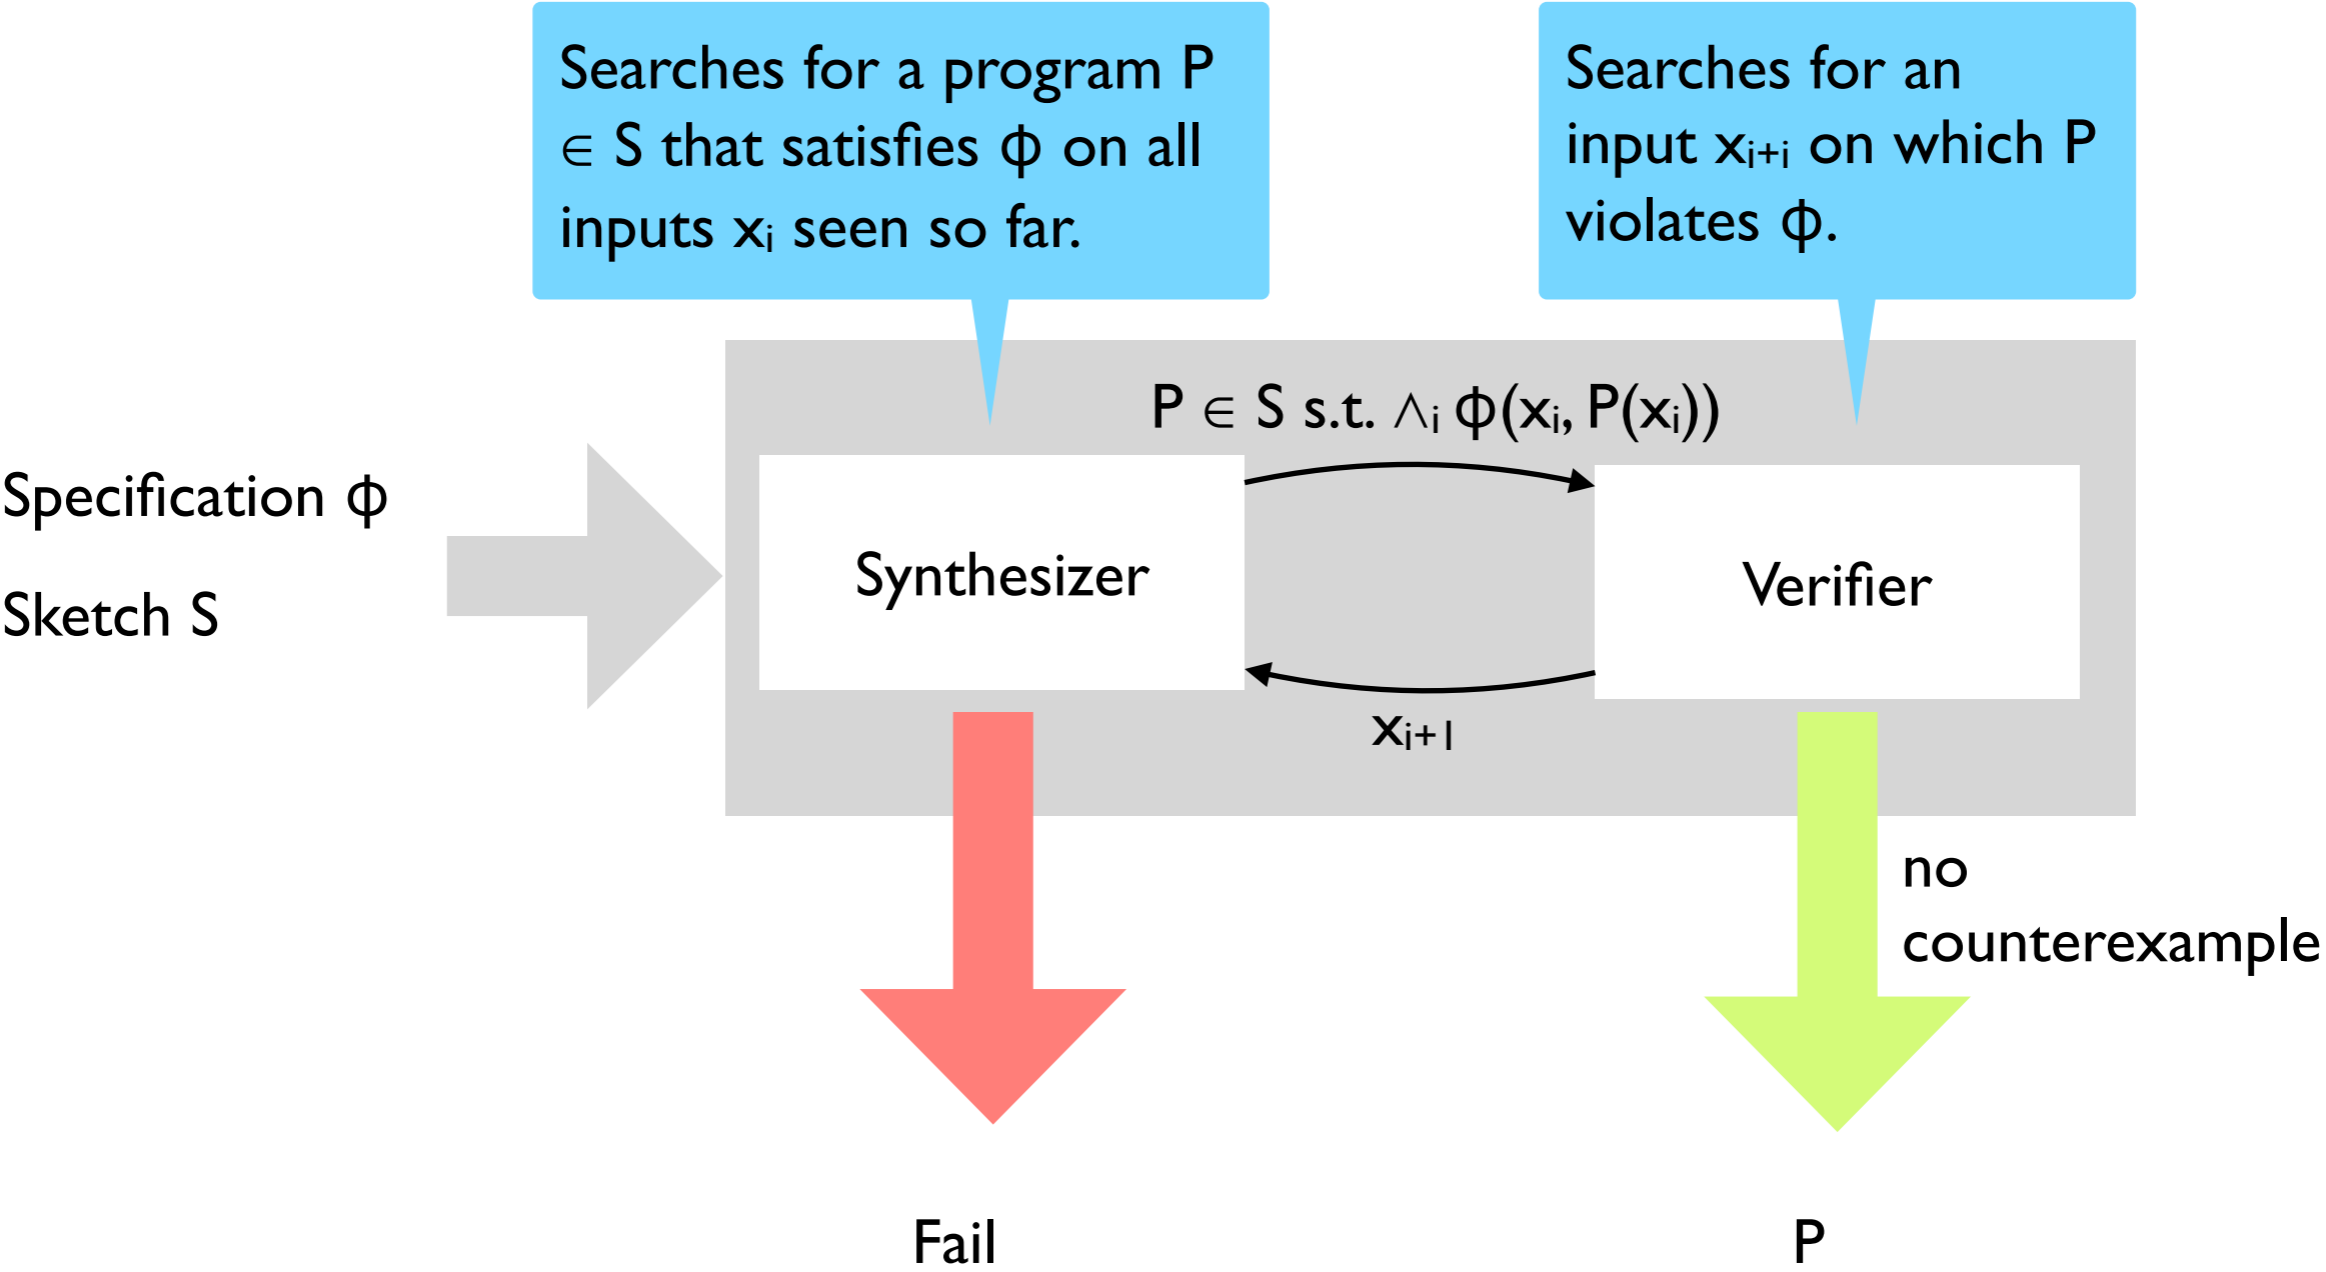 Searches for a program P
∈ S that satisfies ϕ on all
inputs xᵢ seen so far.
Searches for an
input xᵢ₊ᵢ on which P
violates ϕ.
P ∈ S s.t. ∧ᵢ ϕ(xᵢ, P(xᵢ))
Specification ϕ
Sketch S
Synthesizer
Verifier
xᵢ₊₁
no
counterexample
Fail
P